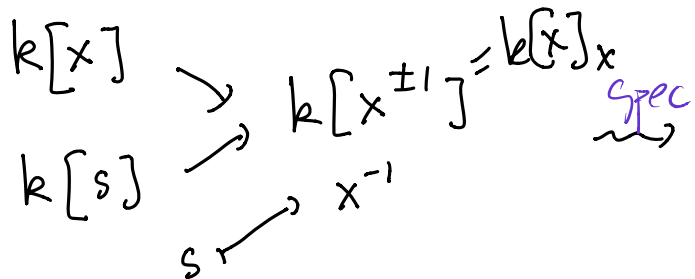 k[x]
k[x^{±1}] = k[x]_x
spec
k[s]
s ↦ x^{-1}